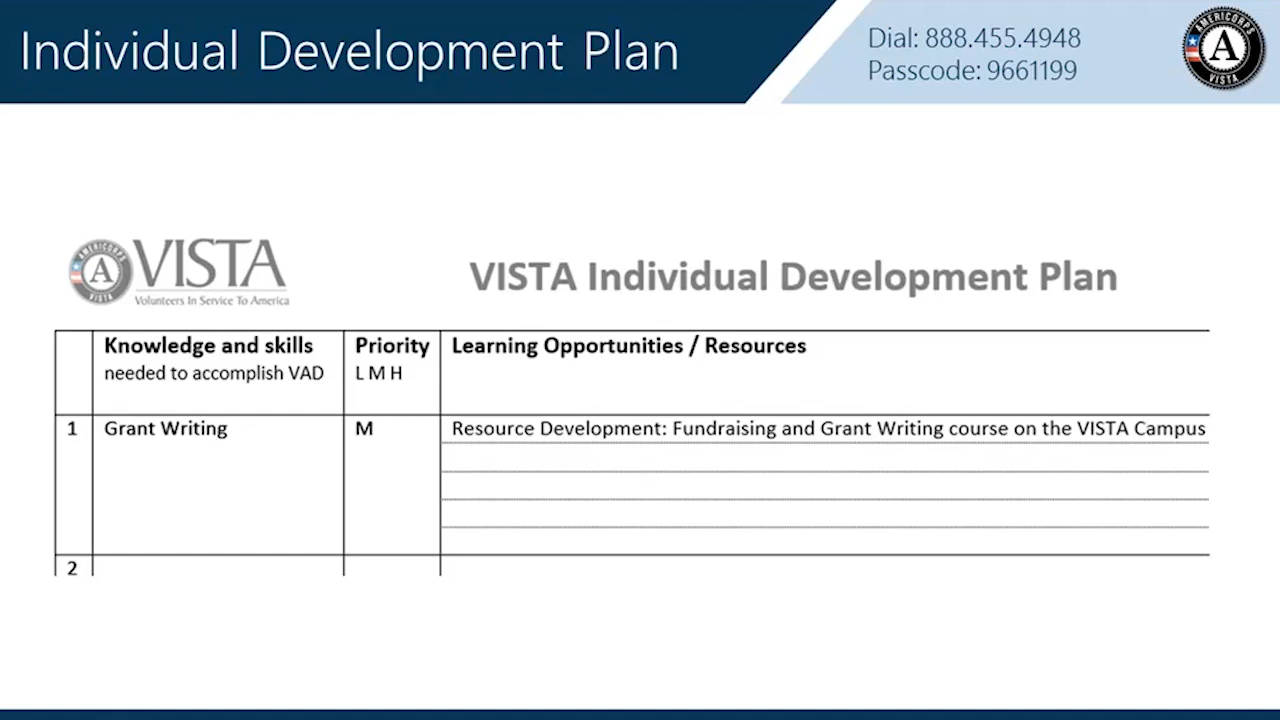 Individual Development Plan
Dial: 888.455.4948
Passcode: 9661199
AMERICORPS
A
VISTA
AMERICORPS
A
VISTA
VISTA
Volunteers In Service To America
VISTA Individual Development Plan
Knowledge and skills
needed to accomplish VAD
Priority
L M H
Learning Opportunities / Resources
1
Grant Writing
M
Resource Development: Fundraising and Grant Writing course on the VISTA Campus
2